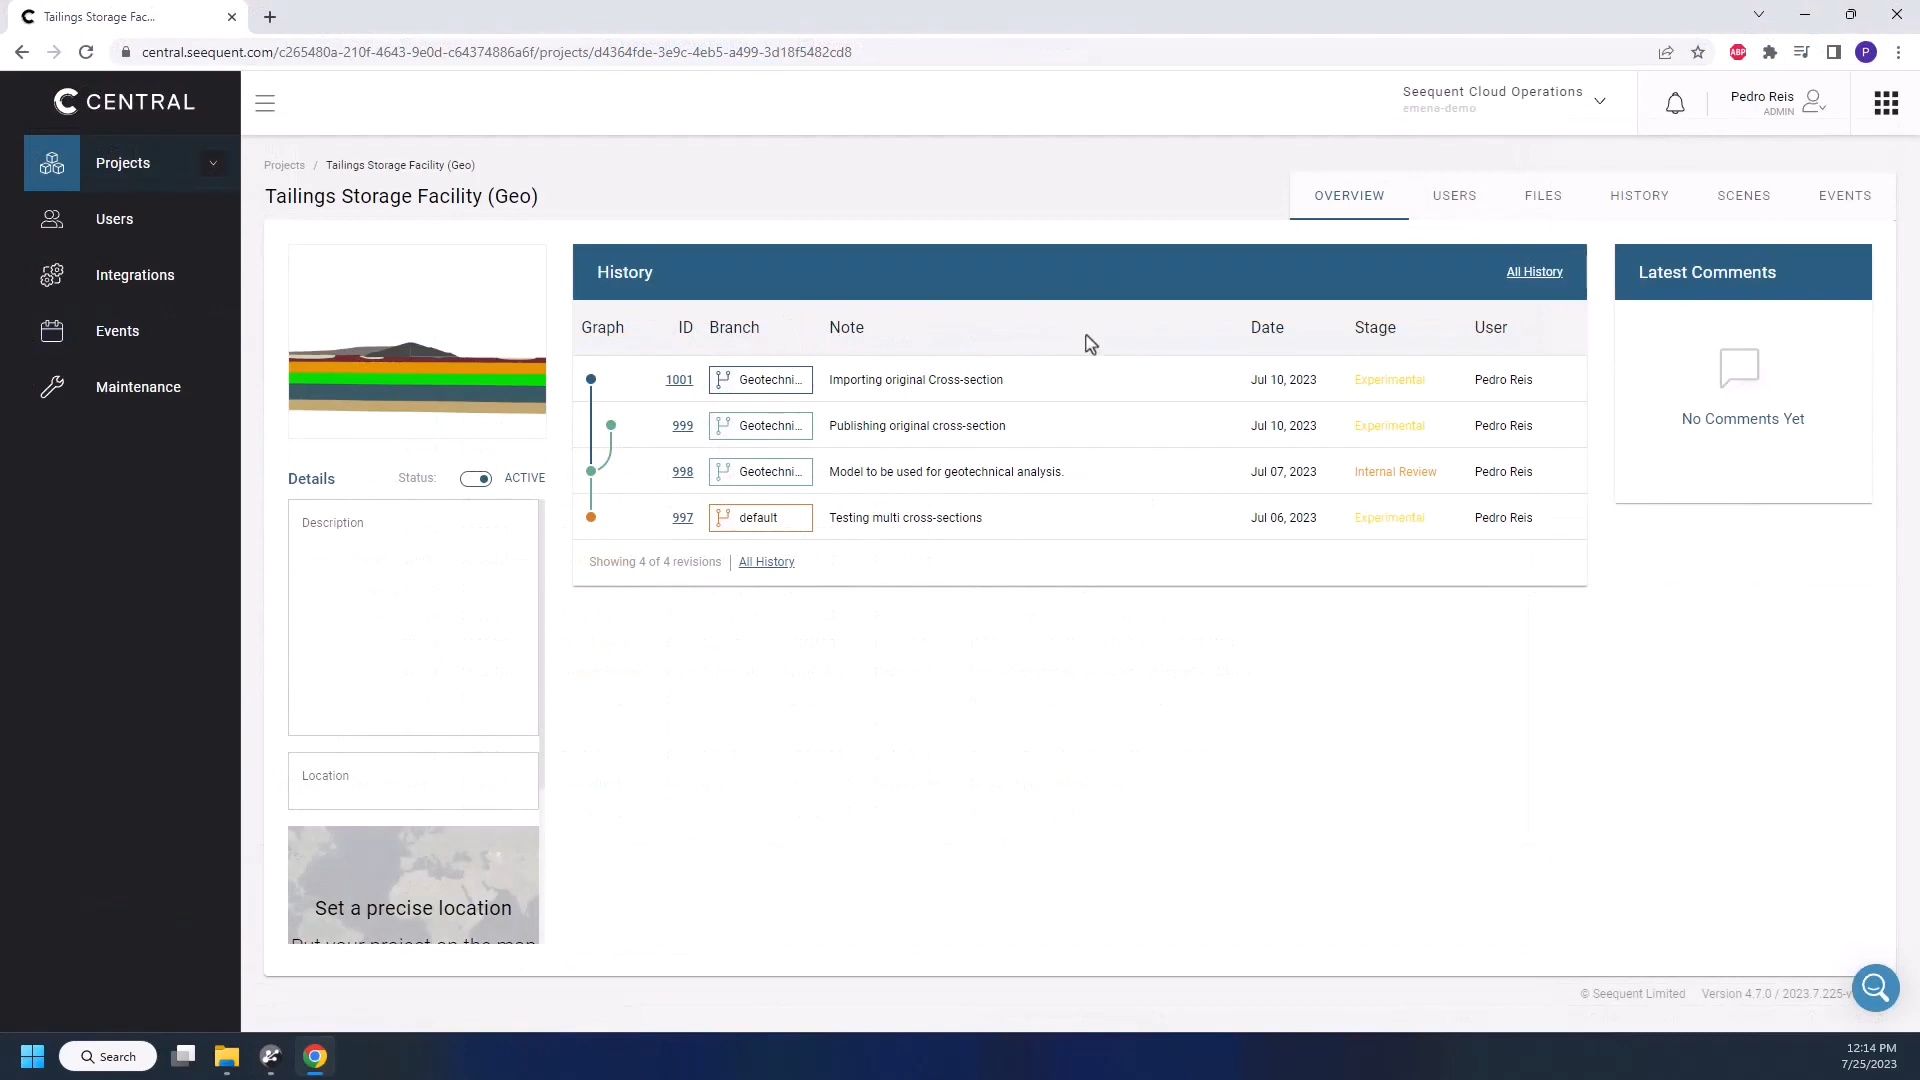 Tailings Storage Fac...
central.seequent.com/c265480a-210f-4643-9e0d-c64374886a6f/projects/d4364fde-3e9c-4eb5-a499-3d18f5482cd8
ABP
P
CENTRAL
Seequent Cloud Operations
emena-demo
Pedro Reis
ADMIN
Projects
Users
Integrations
Events
Maintenance
Projects / Tailings Storage Facility (Geo)
Tailings Storage Facility (Geo)
OVERVIEW USERS FILES HISTORY SCENES EVENTS
History All History
Graph ID Branch Note Date Stage User
1001 Geotechni... Importing original Cross-section Jul 10, 2023 Experimental Pedro Reis
999 Geotechni... Publishing original cross-section Jul 10, 2023 Experimental Pedro Reis
998 Geotechni... Model to be used for geotechnical analysis. Jul 07, 2023 Internal Review Pedro Reis
997 default Testing multi cross-sections Jul 06, 2023 Experimental Pedro Reis
Showing 4 of 4 revisions | All History
Latest Comments
No Comments Yet
Details Status: ACTIVE
Description
Location
Set a precise location
Put your project on the map
© Seequent Limited Version 4.7.0 / 2023.7.225-v
Search
12:14 PM
7/25/2023